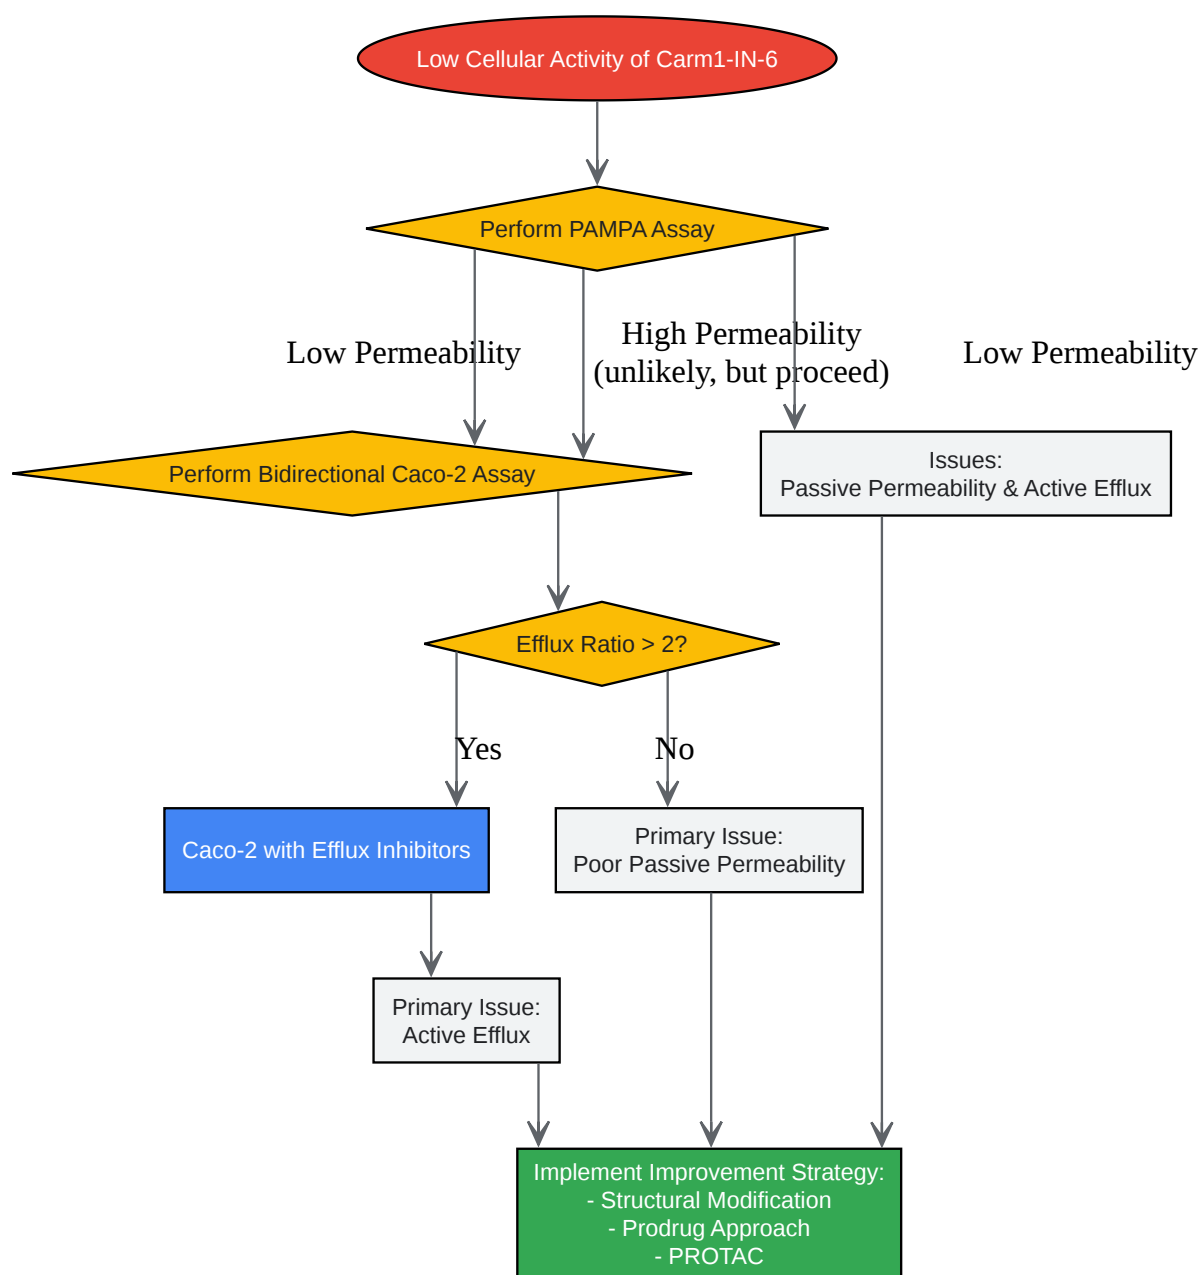 Low Cellular Activity of Carm1-IN-6
Perform PAMPA Assay
Low Permeability
High Permeability
(unlikely, but proceed)
Low Permeability
Perform Bidirectional Caco-2 Assay
Issues:
Passive Permeability & Active Efflux
Efflux Ratio > 2?
Yes
No
Caco-2 with Efflux Inhibitors
Primary Issue:
Poor Passive Permeability
Primary Issue:
Active Efflux
Implement Improvement Strategy:
- Structural Modification
- Prodrug Approach
- PROTAC